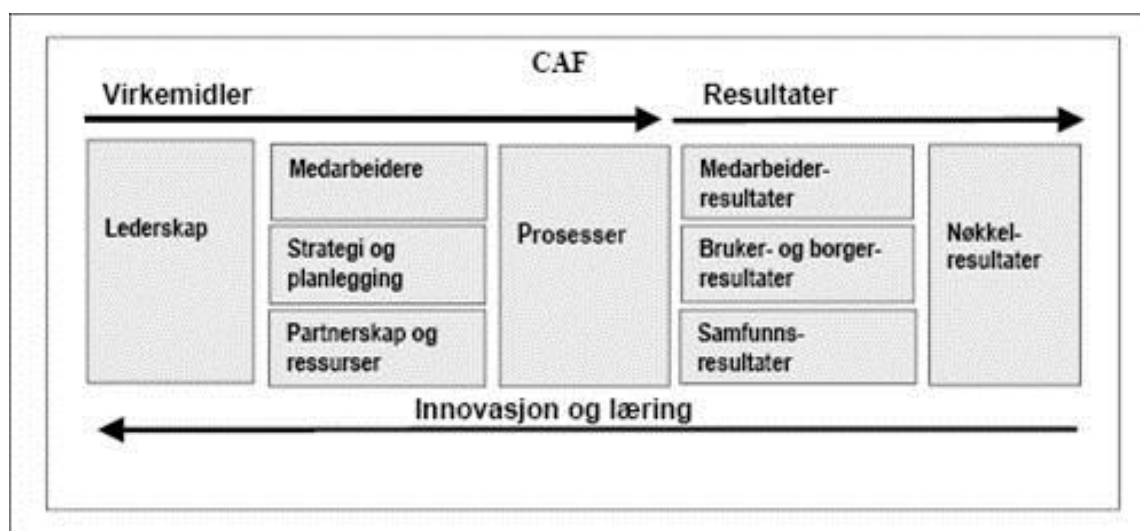 CAF
Virkemidler
Resultater
Lederskap
Medarbeidere
Strategi og
planlegging
Partnerskap og
ressurser
Prosesser
Medarbeider-
resultater
Bruker- og borger-
resultater
Samfunns-
resultater
Nøkkel-
resultater
Innovasjon og læring